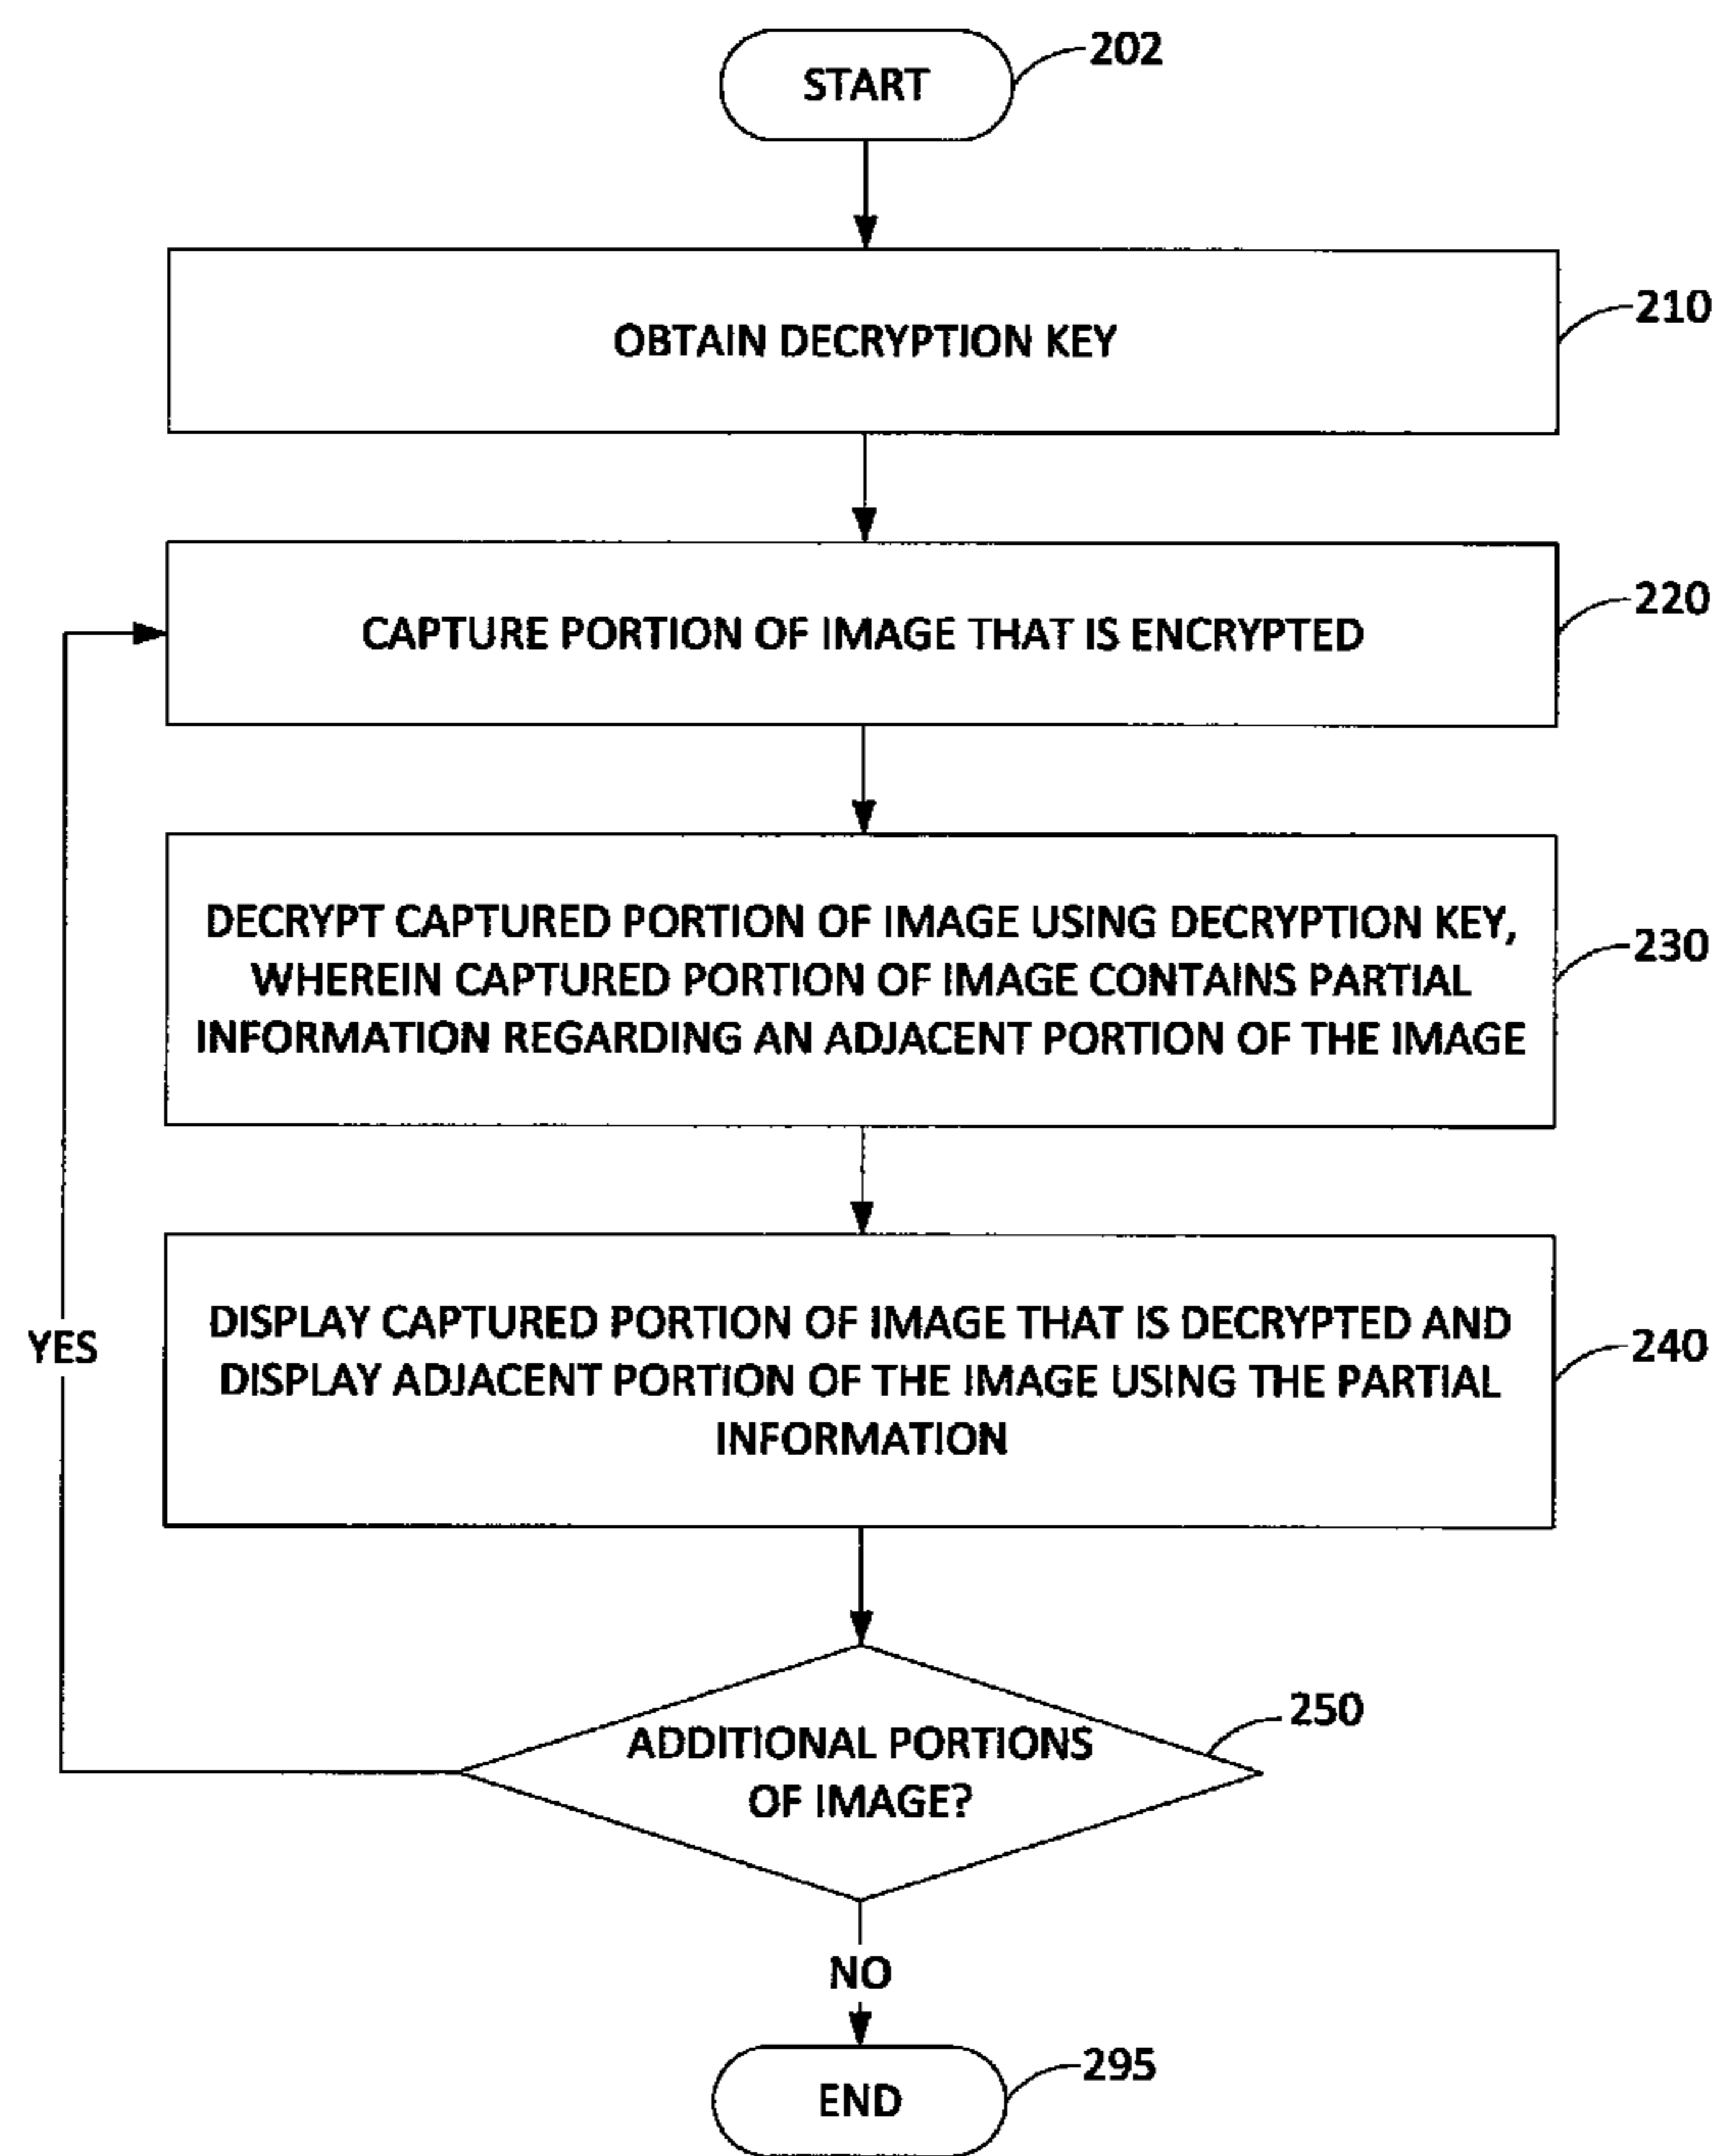 START
202
OBTAIN DECRYPTION KEY
210
CAPTURE PORTION OF IMAGE THAT IS ENCRYPTED
220
DECRYPT CAPTURED PORTION OF IMAGE USING DECRYPTION KEY,
WHEREIN CAPTURED PORTION OF IMAGE CONTAINS PARTIAL
INFORMATION REGARDING AN ADJACENT PORTION OF THE IMAGE
230
DISPLAY CAPTURED PORTION OF IMAGE THAT IS DECRYPTED AND
DISPLAY ADJACENT PORTION OF THE IMAGE USING THE PARTIAL
INFORMATION
240
YES
ADDITIONAL PORTIONS
OF IMAGE?
250
NO
END
295